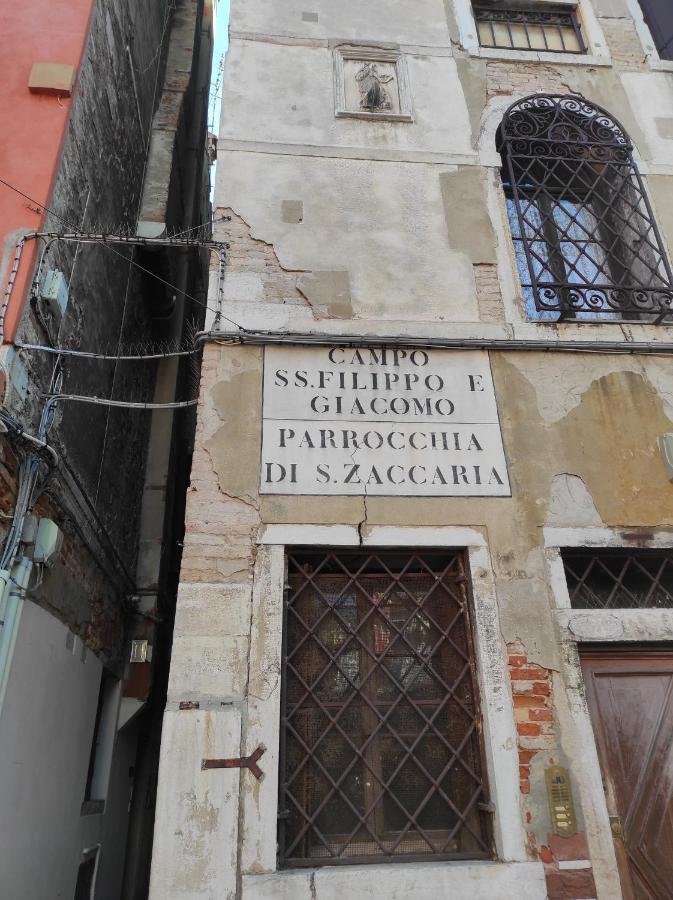 CAMPO
SS.FILIPPO E
GIACOMO
PARROCCHIA
DI S.ZACCARIA